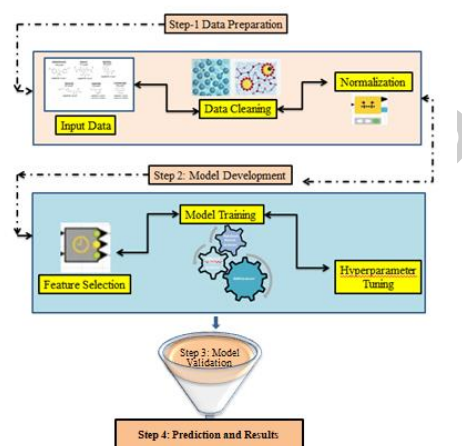 Step-1 Data Preparation
Input Data
Data Cleaning
Normalization
Step 2: Model Development
Feature Selection
Model Training
Hyperparameter
Tuning
Step 3: Model
Validation
Step 4: Prediction and Results